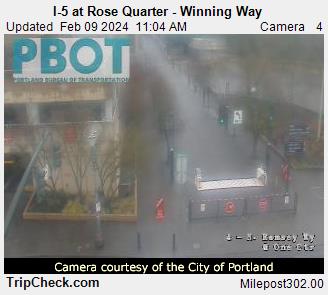 I-5 at Rose Quarter - Winning Way
Updated Feb 09 2024 11:04 AM Camera 4
PBOT
PORTLAND BUREAU OF TRANSPORTATION
Camera courtesy of the City of Portland
TripCheck.com Milepost302.00